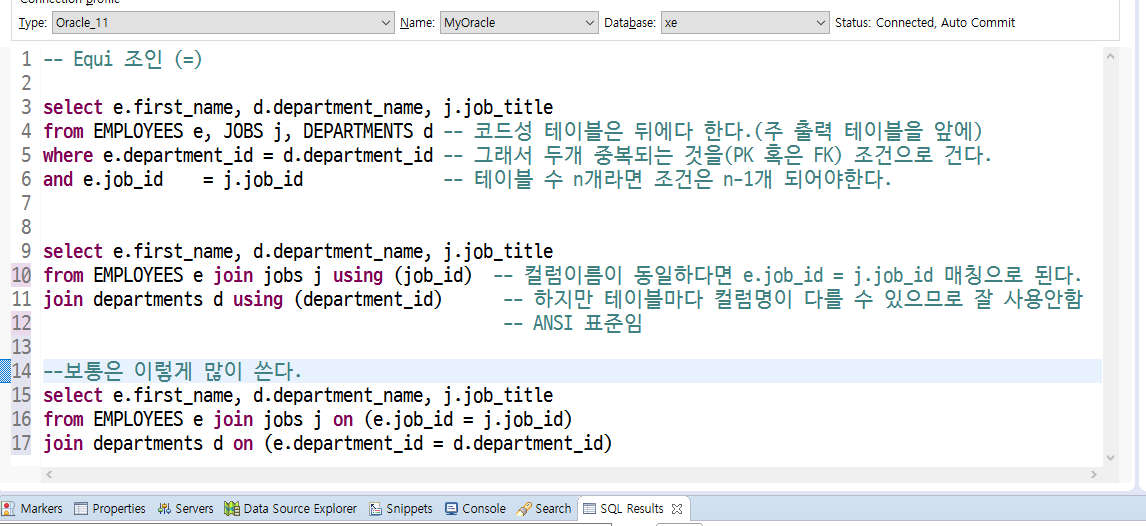 Type: Oracle_11 Name: MyOracle Database: xe Status: Connected, Auto Commit
1 -- Equi 조인 (=)
2
3 select e.first_name, d.department_name, j.job_title
4 from EMPLOYEES e, JOBS j, DEPARTMENTS d -- 코드성 테이블은 뒤에다 한다.(주 출력 테이블을 앞에)
5 where e.department_id = d.department_id -- 그래서 두개 중복되는 것을(PK 혹은 FK) 조건으로 건다.
6 and e.job_id    = j.job_id              -- 테이블 수 n개라면 조건은 n-1개 되어야한다.
7
8
9 select e.first_name, d.department_name, j.job_title
10 from EMPLOYEES e join jobs j using (job_id)  -- 컬럼이름이 동일하다면 e.job_id = j.job_id 매칭으로 된다.
11 join departments d using (department_id)      -- 하지만 테이블마다 컬럼명이 다를 수 있으므로 잘 사용안함
12                                               -- ANSI 표준임
13
14 --보통은 이렇게 많이 쓴다.
15 select e.first_name, d.department_name, j.job_title
16 from EMPLOYEES e join jobs j on (e.job_id = j.job_id)
17 join departments d on (e.department_id = d.department_id)
Markers Properties Servers Data Source Explorer Snippets Console Search SQL Results